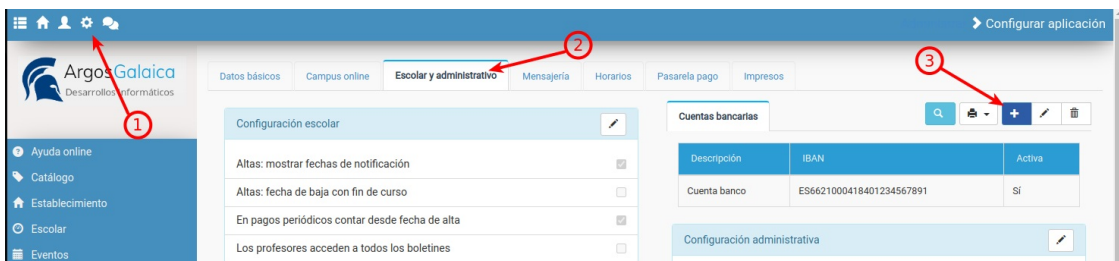 Configurar aplicación
1
2
3
ArgosGalaica
Desarrollos Informáticos
Datos básicos
Campus online
Escolar y administrativo
Mensajería
Horarios
Pasarela pago
Impresos
Ayuda online
Catálogo
Establecimiento
Escolar
Eventos
Configuración escolar
Altas: mostrar fechas de notificación
Altas: fecha de baja con fin de curso
En pagos periódicos contar desde fecha de alta
Los profesores acceden a todos los boletines
Cuentas bancarias
Descripción IBAN Activa
Cuenta banco ES6621000418401234567891 Sí
Configuración administrativa